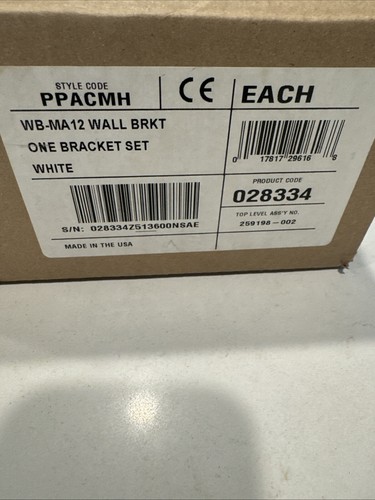 STYLE CODE
PPACMH
CE
EACH
WB-MA12 WALL BRKT
ONE BRACKET SET
WHITE
0 17817 29616 9
PRODUCT CODE
028334
TOP LEVEL ASS'Y NO.
259198-002
S/N: 028334Z513600NSAE
MADE IN THE USA